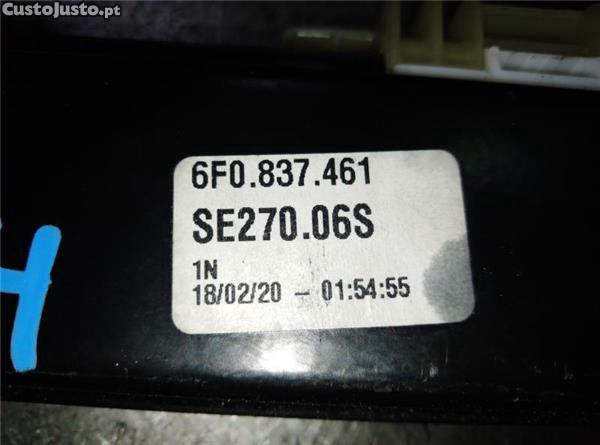 CustoJusto.pt
6F0.837.461
SE270.06S
1N
18/02/20 - 01:54:55